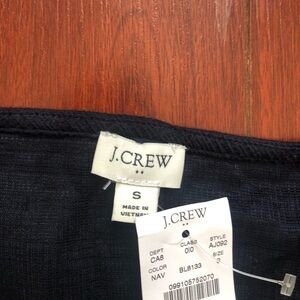 J.CREW
S
MADE IN
VIETNAM
J.CREW
DEPT CLASS STYLE
CA8 010 AJ092
COLOR SIZE
NAV BL8133
099105752070